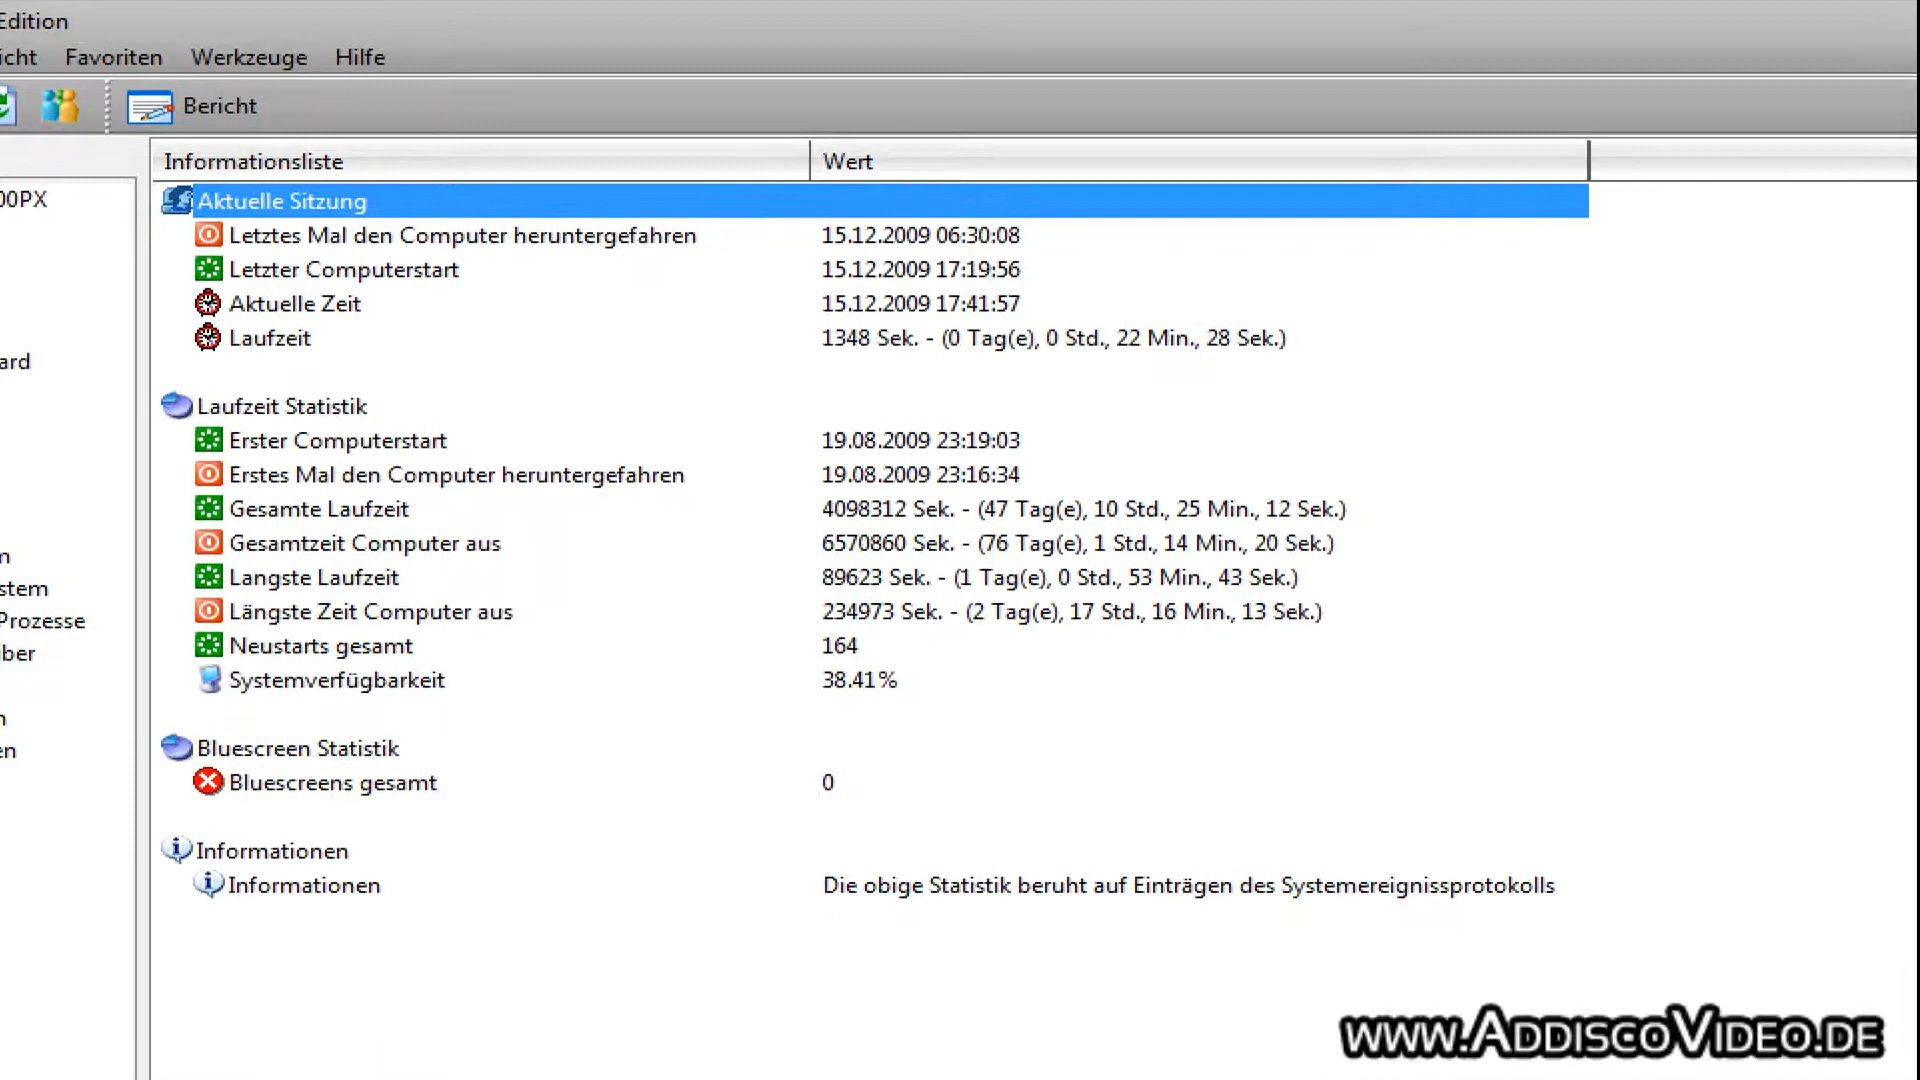 Edition
icht Favoriten Werkzeuge Hilfe
Bericht
Informationsliste Wert
00PX
Aktuelle Sitzung
Letztes Mal den Computer heruntergefahren 15.12.2009 06:30:08
Letzter Computerstart 15.12.2009 17:19:56
Aktuelle Zeit 15.12.2009 17:41:57
Laufzeit 1348 Sek. - (0 Tag(e), 0 Std., 22 Min., 28 Sek.)
ard
Laufzeit Statistik
Erster Computerstart 19.08.2009 23:19:03
Erstes Mal den Computer heruntergefahren 19.08.2009 23:16:34
Gesamte Laufzeit 4098312 Sek. - (47 Tag(e), 10 Std., 25 Min., 12 Sek.)
Gesamtzeit Computer aus 6570860 Sek. - (76 Tag(e), 1 Std., 14 Min., 20 Sek.)
Langste Laufzeit 89623 Sek. - (1 Tag(e), 0 Std., 53 Min., 43 Sek.)
stem
Längste Zeit Computer aus 234973 Sek. - (2 Tag(e), 17 Std., 16 Min., 13 Sek.)
Prozesse
Neustarts gesamt 164
iber
Systemverfügbarkeit 38.41%
en
Bluescreen Statistik
Bluescreens gesamt 0
Informationen
Informationen Die obige Statistik beruht auf Einträgen des Systemereignissprotokolls
www.AddiscoVideo.de